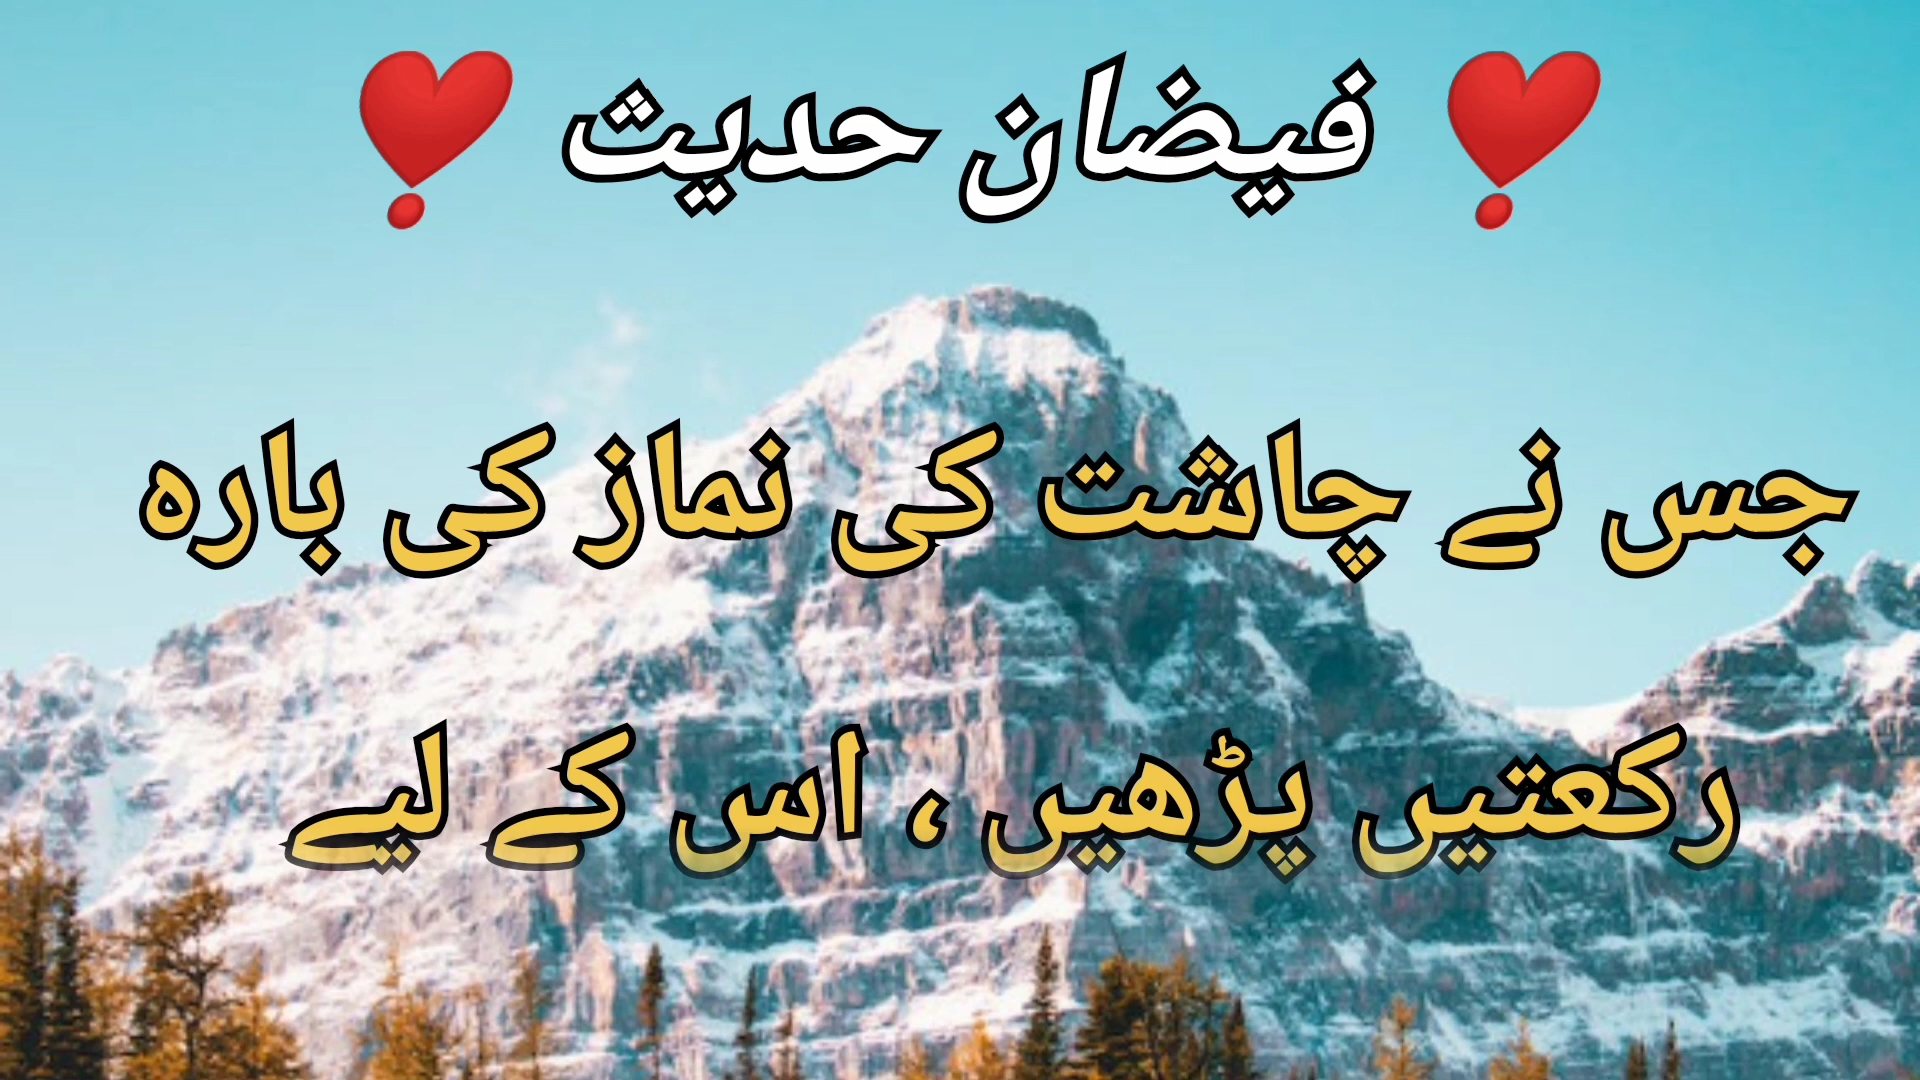 ❣ فیضان حدیث ❣
جس نے چاشت کی نماز کی بارہ
رکعتیں پڑھیں ، اس کے لیے